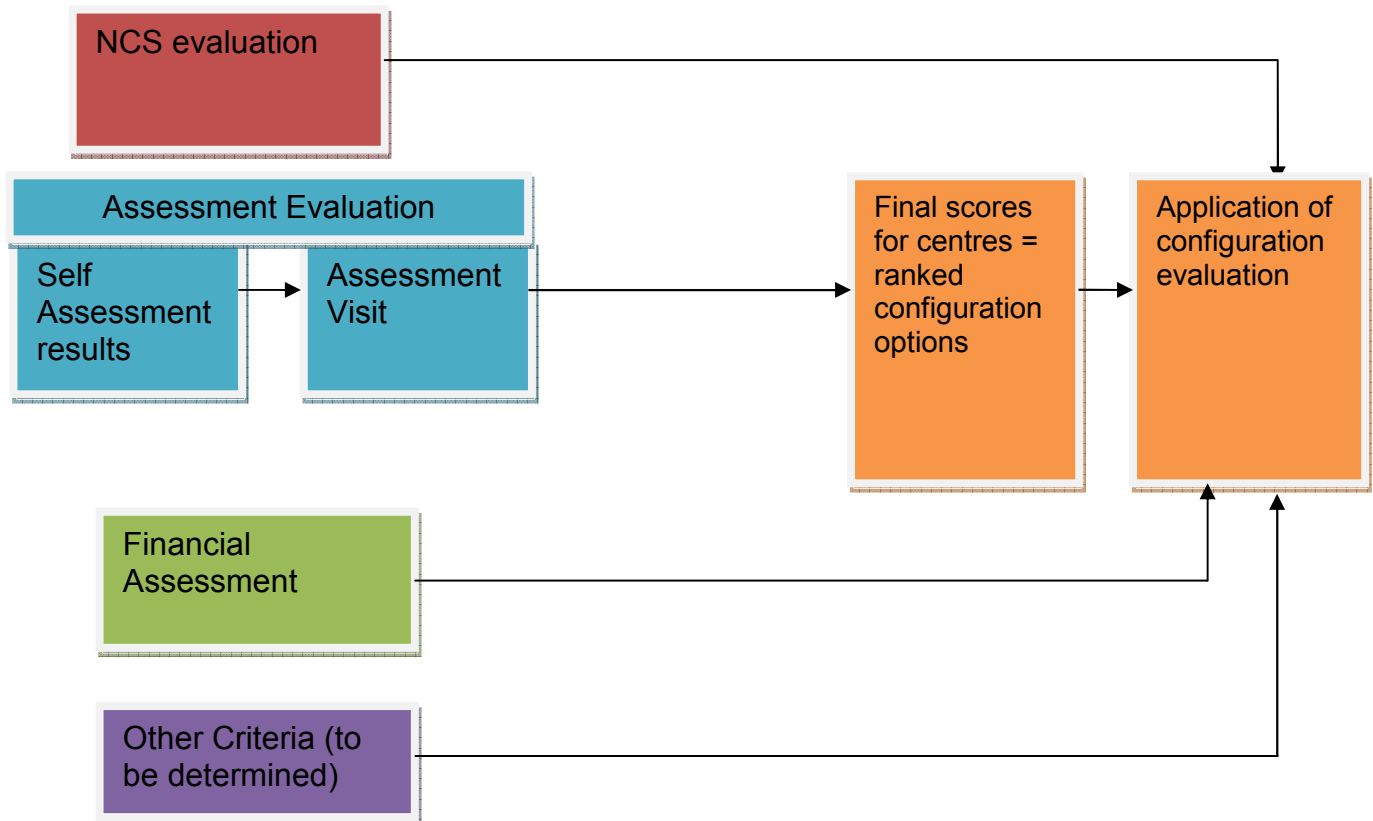 NCS evaluation
Assessment Evaluation
Self
Assessment
results
Assessment
Visit
Final scores
for centres =
ranked
configuration
options
Application of
configuration
evaluation
Financial
Assessment
Other Criteria (to
be determined)